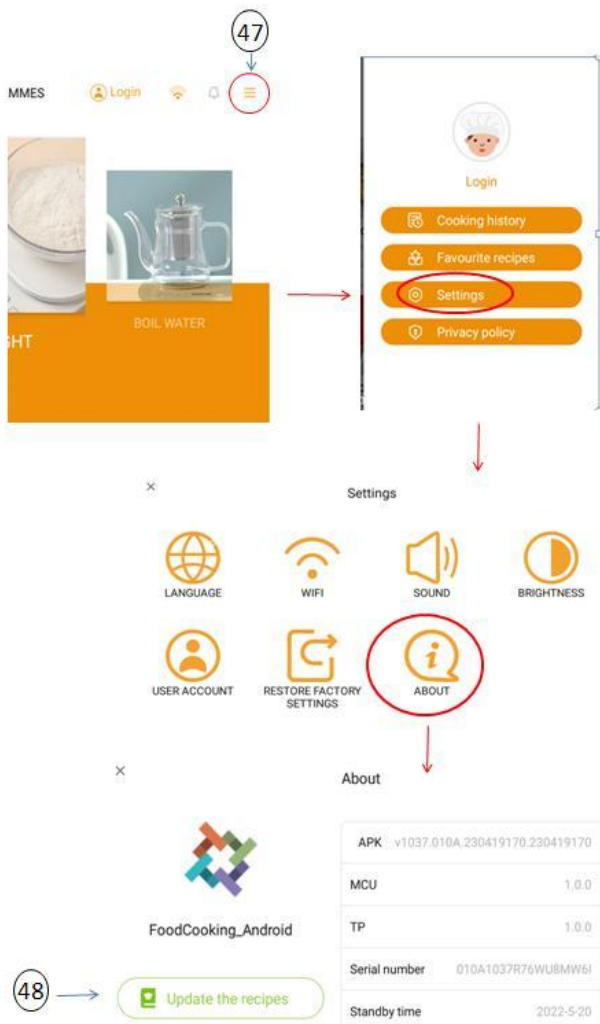 47
MMES
Login
GHT
BOIL WATER
Login
Cooking history
Favourite recipes
Settings
Privacy policy
×
Settings
LANGUAGE
WIFI
SOUND
BRIGHTNESS
USER ACCOUNT
RESTORE FACTORY
SETTINGS
ABOUT
×
About
FoodCooking_Android
APK v1037.010A.230419170.230419170
MCU 1.0.0
TP 1.0.0
Serial number 010A1037R76WU8MW6I
Standby time 2022-5-20
48
Update the recipes